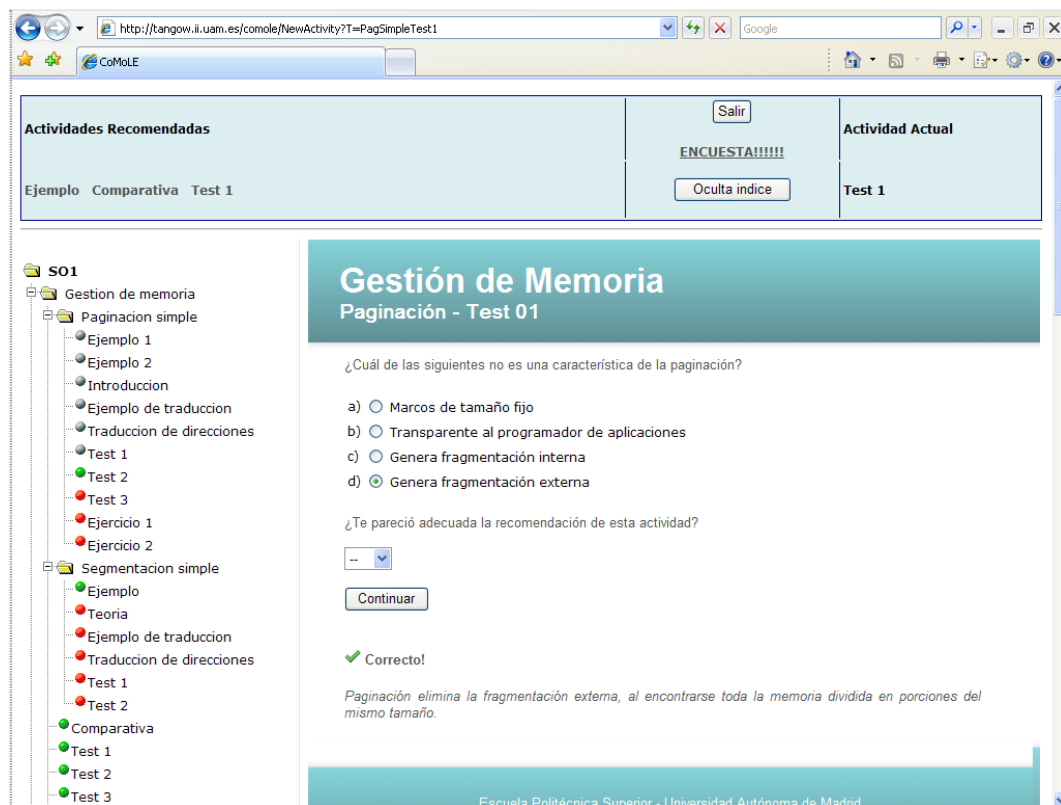 http://tangow.ii.uam.es/comole/NewActivity?T=PagSimpleTest1
Google
CoMoLE
Actividades Recomendadas
Salir
ENCUESTA!!!!!!
Actividad Actual
Ejemplo Comparativa Test 1
Oculta indice
Test 1
SO1
Gestion de memoria
Paginacion simple
Ejemplo 1
Ejemplo 2
Introduccion
Ejemplo de traduccion
Traduccion de direcciones
Test 1
Test 2
Test 3
Ejercicio 1
Ejercicio 2
Segmentacion simple
Ejemplo
Teoria
Ejemplo de traduccion
Traduccion de direcciones
Test 1
Test 2
Comparativa
Test 1
Test 2
Test 3
Gestión de Memoria
Paginación - Test 01
¿Cuál de las siguientes no es una característica de la paginación?
a) Marcos de tamaño fijo
b) Transparente al programador de aplicaciones
c) Genera fragmentación interna
d) Genera fragmentación externa
¿Te pareció adecuada la recomendación de esta actividad?
--
Continuar
Correcto!
Paginación elimina la fragmentación externa, al encontrarse toda la memoria dividida en porciones del
mismo tamaño.
Escuela Politécnica Superior - Universidad Autónoma de Madrid